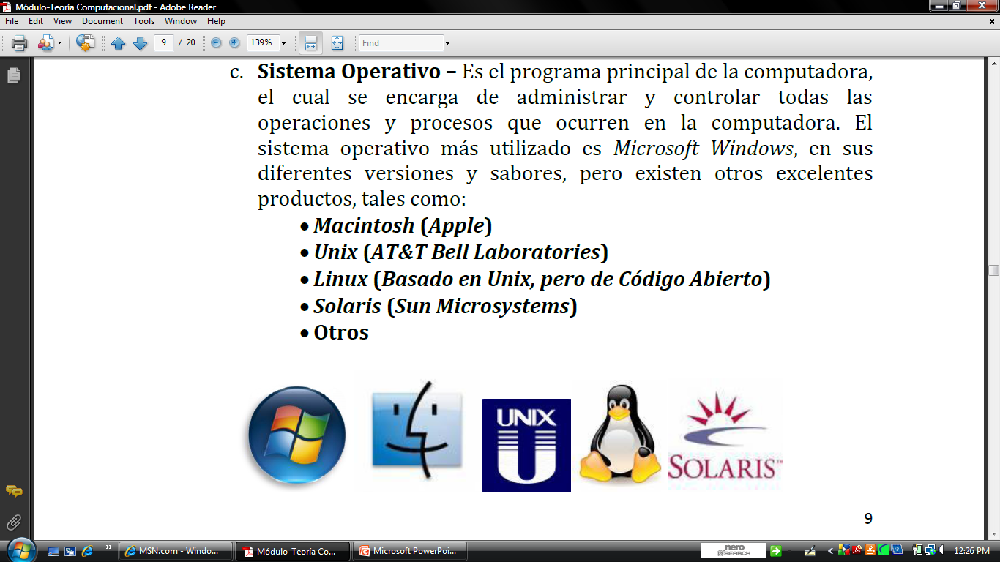 Módulo-Teoría Computacional.pdf - Adobe Reader
File Edit View Document Tools Window Help
9 / 20 139% Find
c. Sistema Operativo – Es el programa principal de la computadora,
el cual se encarga de administrar y controlar todas las
operaciones y procesos que ocurren en la computadora. El
sistema operativo más utilizado es Microsoft Windows, en sus
diferentes versiones y sabores, pero existen otros excelentes
productos, tales como:
• Macintosh (Apple)
• Unix (AT&T Bell Laboratories)
• Linux (Basado en Unix, pero de Código Abierto)
• Solaris (Sun Microsystems)
• Otros
UNIX
U
SOLARIS™
9
MSN.com - Windo... Módulo-Teoría Co... Microsoft PowerPoi... nero SEARCH 12:26 PM